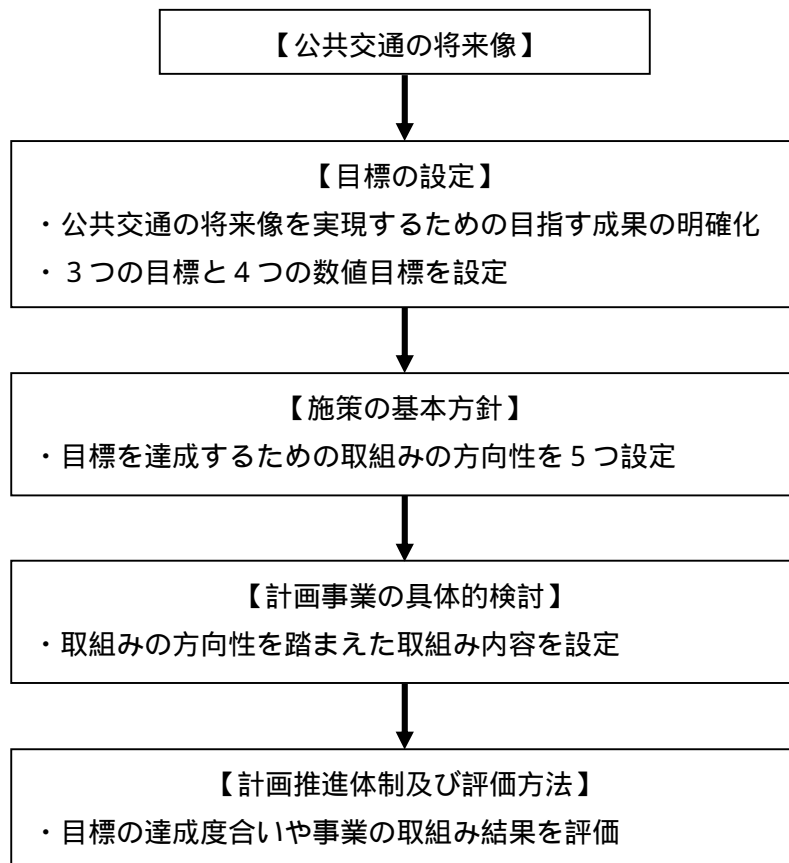 【公共交通の将来像】
【目標の設定】
・公共交通の将来像を実現するための目指す成果の明確化
・３つの目標と４つの数値目標を設定
【施策の基本方針】
・目標を達成するための取組みの方向性を５つ設定
【計画事業の具体的検討】
・取組みの方向性を踏まえた取組み内容を設定
【計画推進体制及び評価方法】
・目標の達成度合いや事業の取組み結果を評価